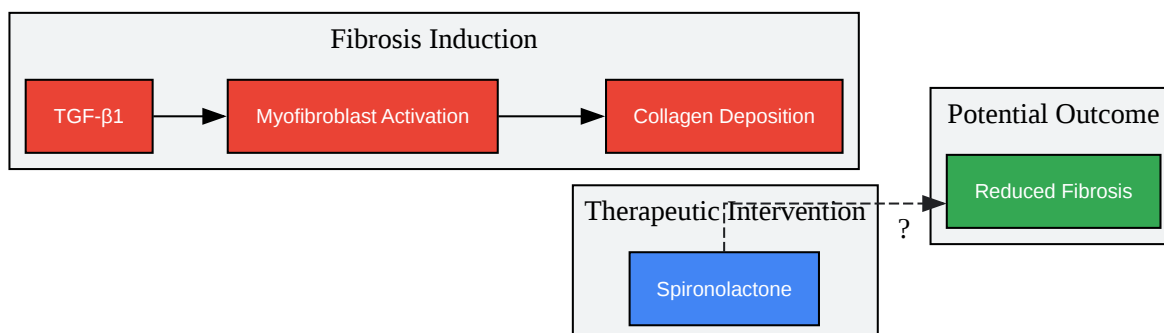 Fibrosis Induction
TGF-β1
Myofibroblast Activation
Collagen Deposition
Potential Outcome
Reduced Fibrosis
Therapeutic Intervention
?
Spironolactone